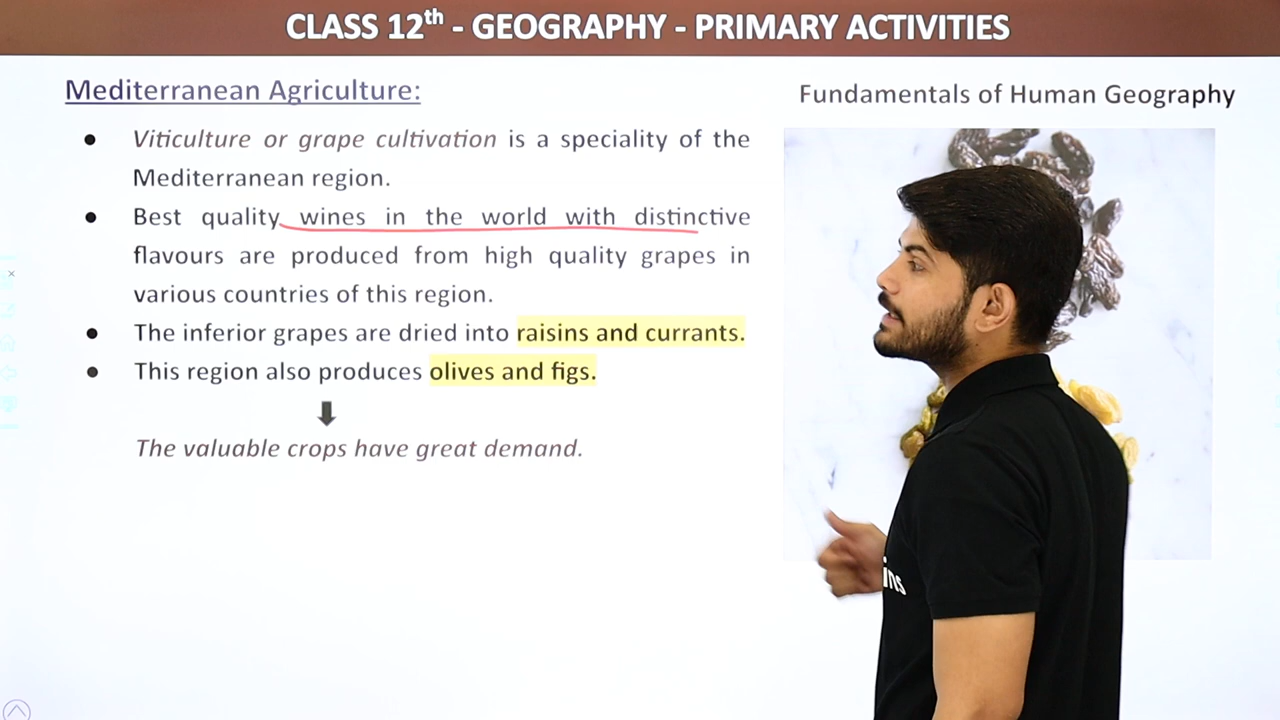 CLASS 12th - GEOGRAPHY - PRIMARY ACTIVITIES
Mediterranean Agriculture:
Fundamentals of Human Geography
● Viticulture or grape cultivation is a speciality of the
Mediterranean region.
● Best quality wines in the world with distinctive
flavours are produced from high quality grapes in
various countries of this region.
● The inferior grapes are dried into raisins and currants.
● This region also produces olives and figs.
The valuable crops have great demand.